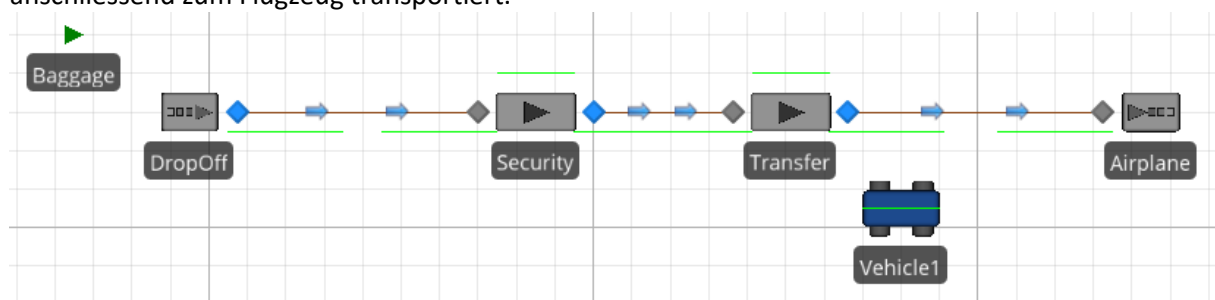 anschliessend zum Flugzeug transportiert.
Baggage
DropOff
Security
Transfer
Airplane
Vehicle1